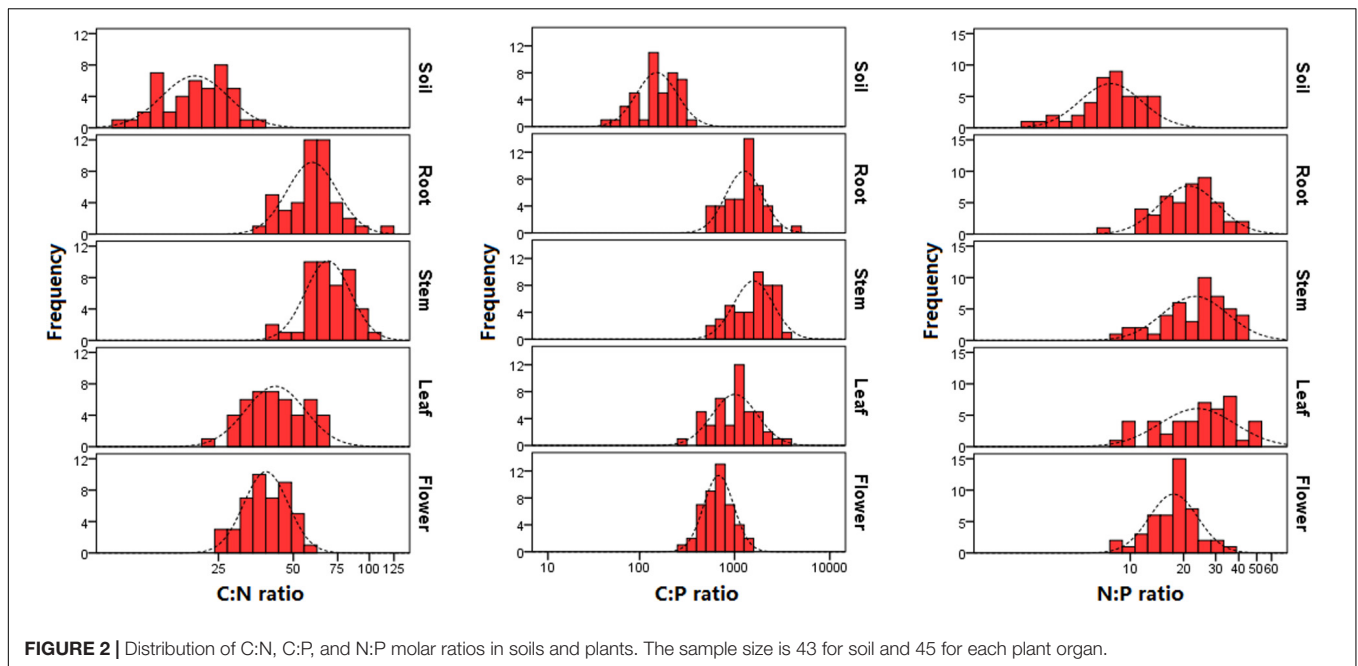 12
8
4
0
Soil
12
8
4
0
Root
12
8
4
0
Stem
12
8
4
0
Leaf
12
8
4
0
Flower
Frequency
25 50 75 100 125
C:N ratio
12
8
4
0
Soil
12
8
4
0
Root
12
8
4
0
Stem
12
8
4
0
Leaf
12
8
4
0
Flower
Frequency
10 100 1000 10000
C:P ratio
15
10
5
0
Soil
15
10
5
0
Root
15
10
5
0
Stem
15
10
5
0
Leaf
15
10
5
0
Flower
Frequency
10 20 30 40 50 60
N:P ratio
FIGURE 2 | Distribution of C:N, C:P, and N:P molar ratios in soils and plants. The sample size is 43 for soil and 45 for each plant organ.